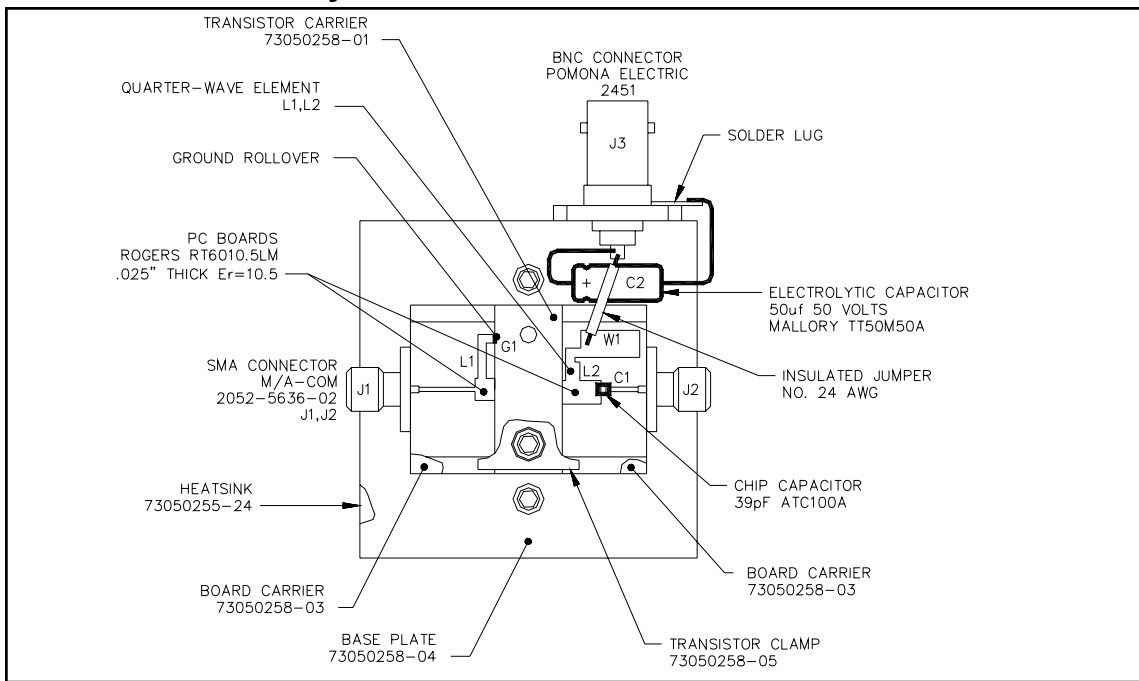 TRANSISTOR CARRIER
73050258-01
QUARTER-WAVE ELEMENT
L1,L2
GROUND ROLLOVER
PC BOARDS
ROGERS RT6010.5LM
.025" THICK Er=10.5
SMA CONNECTOR
M/A-COM
2052-5636-02
J1,J2
HEATSINK
73050255-24
BOARD CARRIER
73050258-03
BASE PLATE
73050258-04
BNC CONNECTOR
POMONA ELECTRIC
2451
J3
SOLDER LUG
+
C2
ELECTROLYTIC CAPACITOR
50uf 50 VOLTS
MALLORY TT50M50A
G1
W1
L1
L2
C1
J1
J2
INSULATED JUMPER
NO. 24 AWG
CHIP CAPACITOR
39pF ATC100A
BOARD CARRIER
73050258-03
TRANSISTOR CLAMP
73050258-05